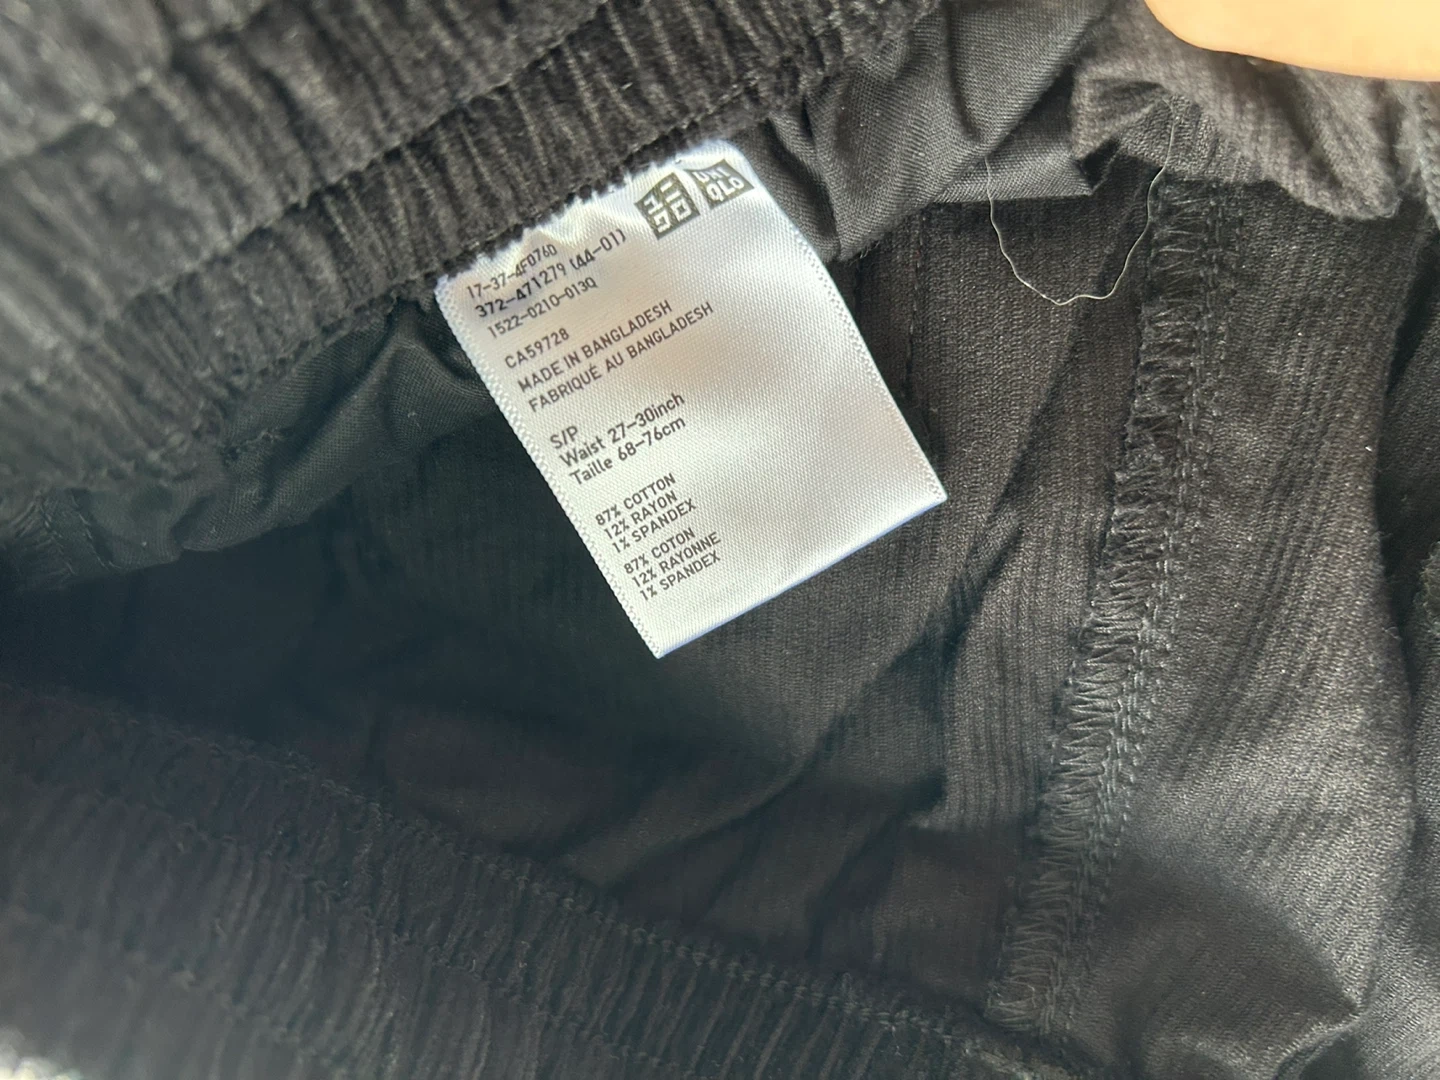 ユニ
クロ
UNI
QLO
17-37-4F076D
372-471279 (44-01)
1522-0210-013Q
CA59728
MADE IN BANGLADESH
FABRIQUÉ AU BANGLADESH
S/P
Waist 27-30inch
Taille 68-76cm
87% COTTON
12% RAYON
1% SPANDEX
87% COTON
12% RAYONNE
1% SPANDEX